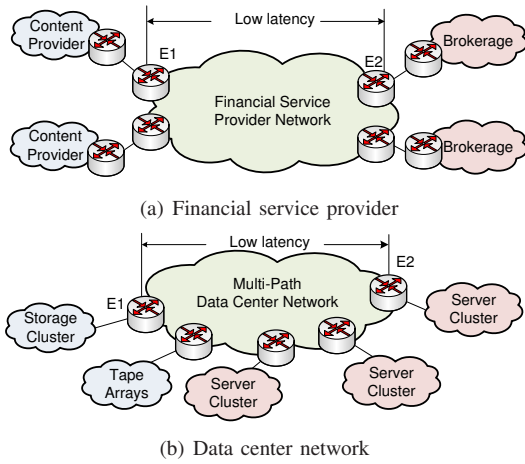 Low latency
Content
Provider
E1
E2
Brokerage
Financial Service
Provider Network
Content
Provider
Brokerage
(a) Financial service provider
Low latency
E2
Multi-Path
Data Center Network
E1
Storage
Cluster
Server
Cluster
Tape
Arrays
Server
Cluster
Server
Cluster
(b) Data center network